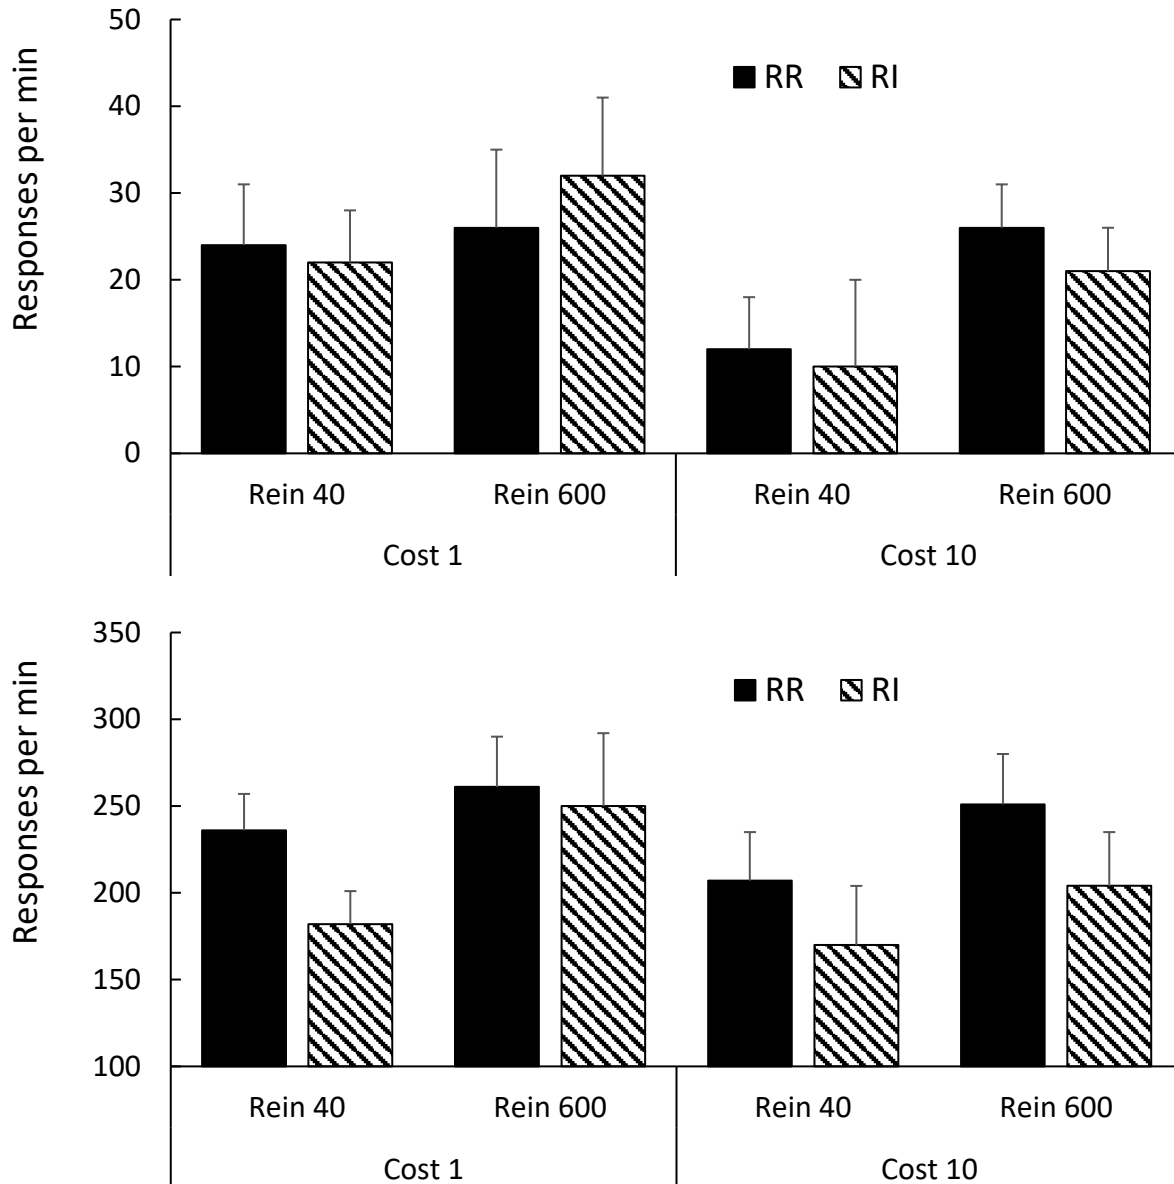 50
RR RI
40
30
20
10
0
Responses per min
Rein 40 Rein 600 Rein 40 Rein 600
Cost 1 Cost 10
350
RR RI
300
250
200
150
100
Responses per min
Rein 40 Rein 600 Rein 40 Rein 600
Cost 1 Cost 10